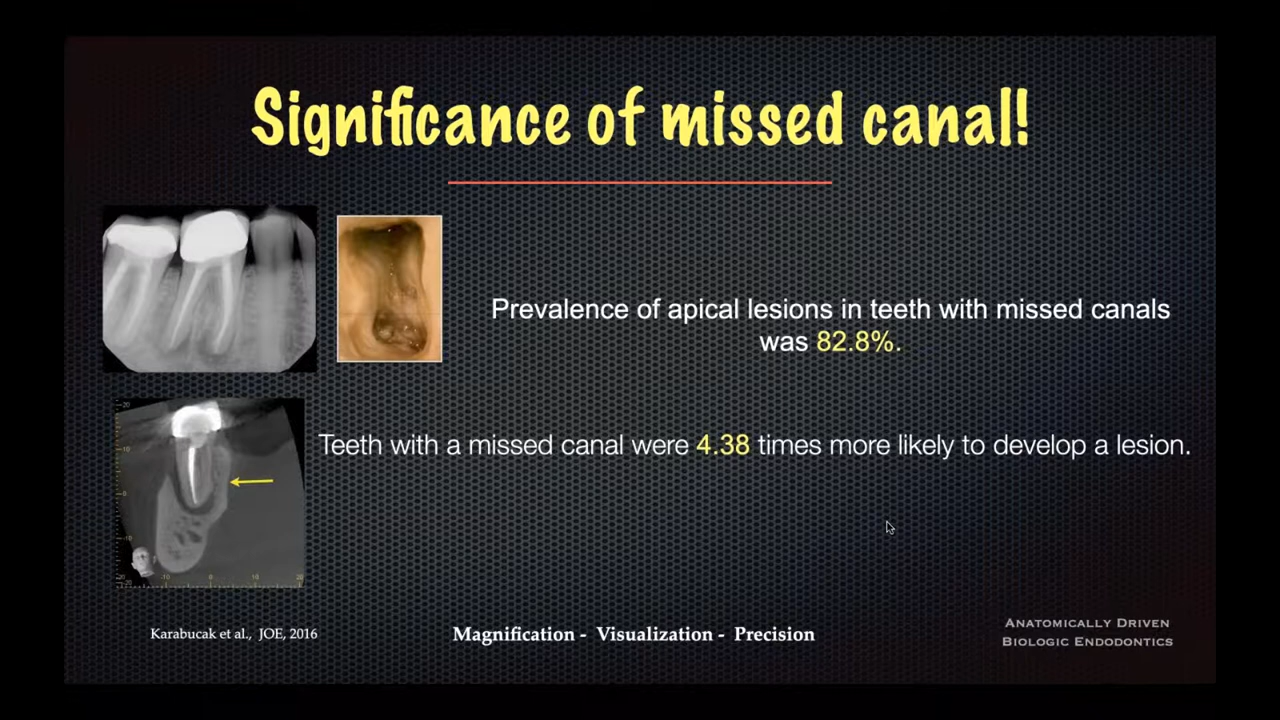 Significance of missed canal!
Prevalence of apical lesions in teeth with missed canals
was 82.8%.
Teeth with a missed canal were 4.38 times more likely to develop a lesion.
Karabucak et al., JOE, 2016
Magnification - Visualization - Precision
ANATOMICALLY DRIVEN
BIOLOGIC ENDODONTICS